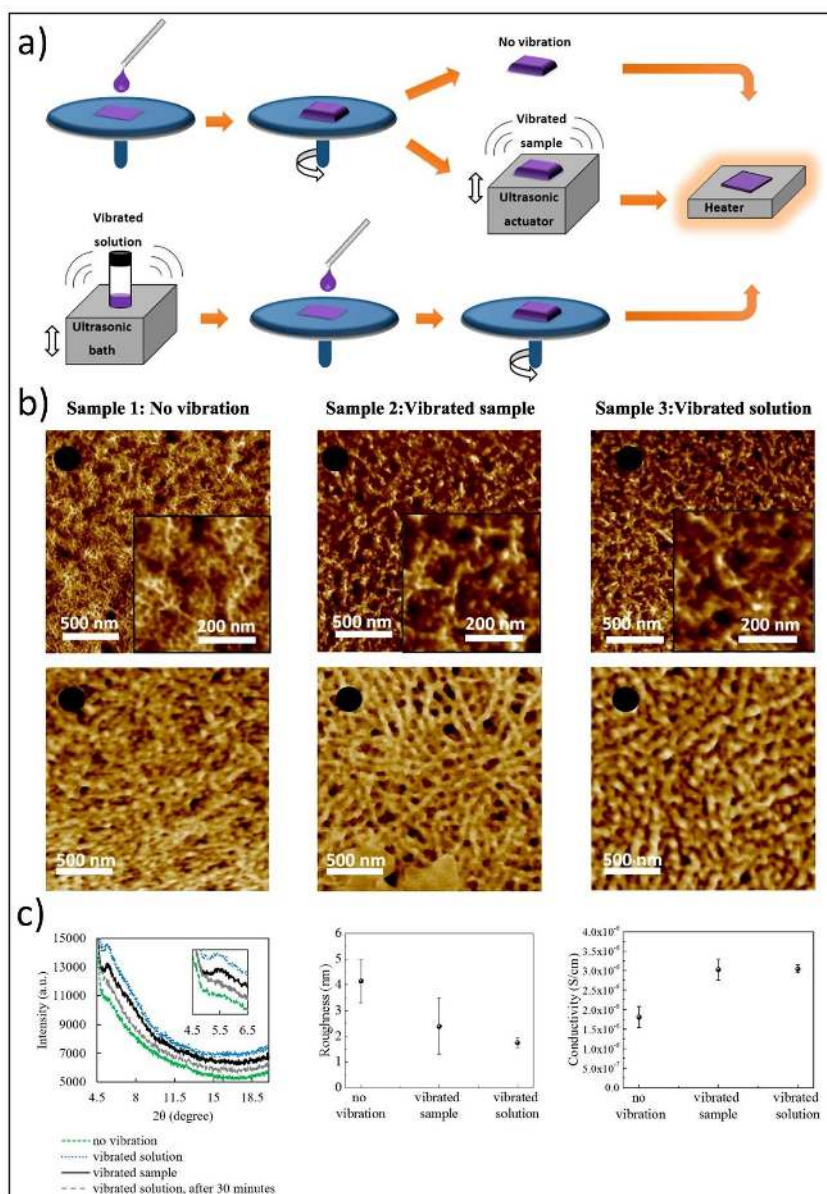 a)
No vibration
Vibrated
sample
Ultrasonic
actuator
Heater
Vibrated
solution
Ultrasonic
bath
b)
Sample 1: No vibration
Sample 2:Vibrated sample
Sample 3:Vibrated solution
500 nm
200 nm
500 nm
200 nm
500 nm
200 nm
500 nm
500 nm
500 nm
c)
15000
13000
11000
9000
7000
5000
Intensity (a.u.)
4.5 8 11.5 15 18.5
2θ (degree)
4.5 5.5 6.5
no vibration
vibrated solution
vibrated sample
vibrated solution, after 30 minutes
6
5
4
3
2
1
0
Roughness (nm)
no
vibration
vibrated
sample
vibrated
solution
Conductivity (S/cm)
no
vibration
vibrated
sample
vibrated
solution